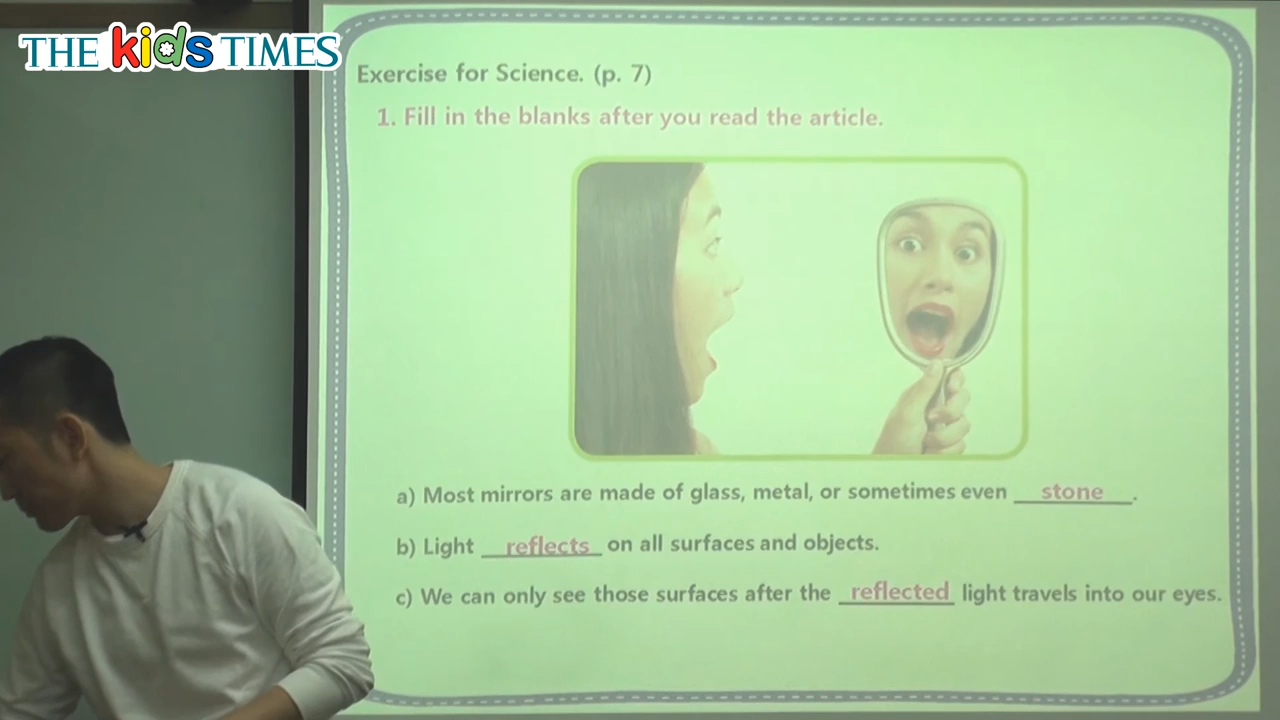 THE kids TIMES
Exercise for Science. (p. 7)
1. Fill in the blanks after you read the article.
a) Most mirrors are made of glass, metal, or sometimes even stone.
b) Light reflects on all surfaces and objects.
c) We can only see those surfaces after the reflected light travels into our eyes.